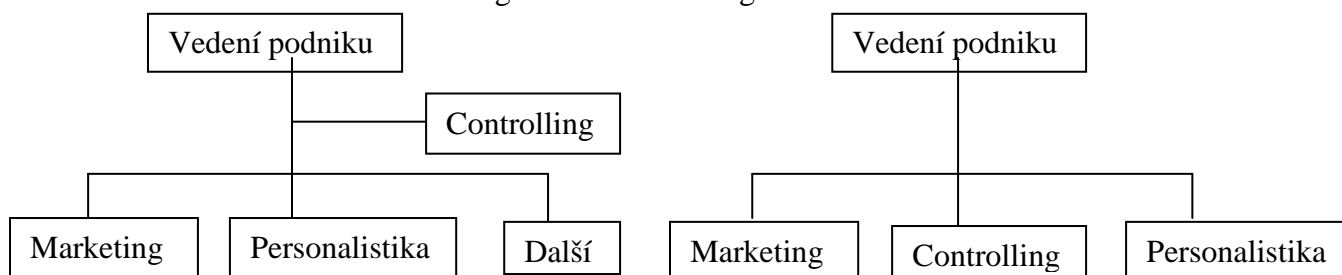 Vedení podniku
Controlling
Marketing
Personalistika
Další
Vedení podniku
Marketing
Controlling
Personalistika